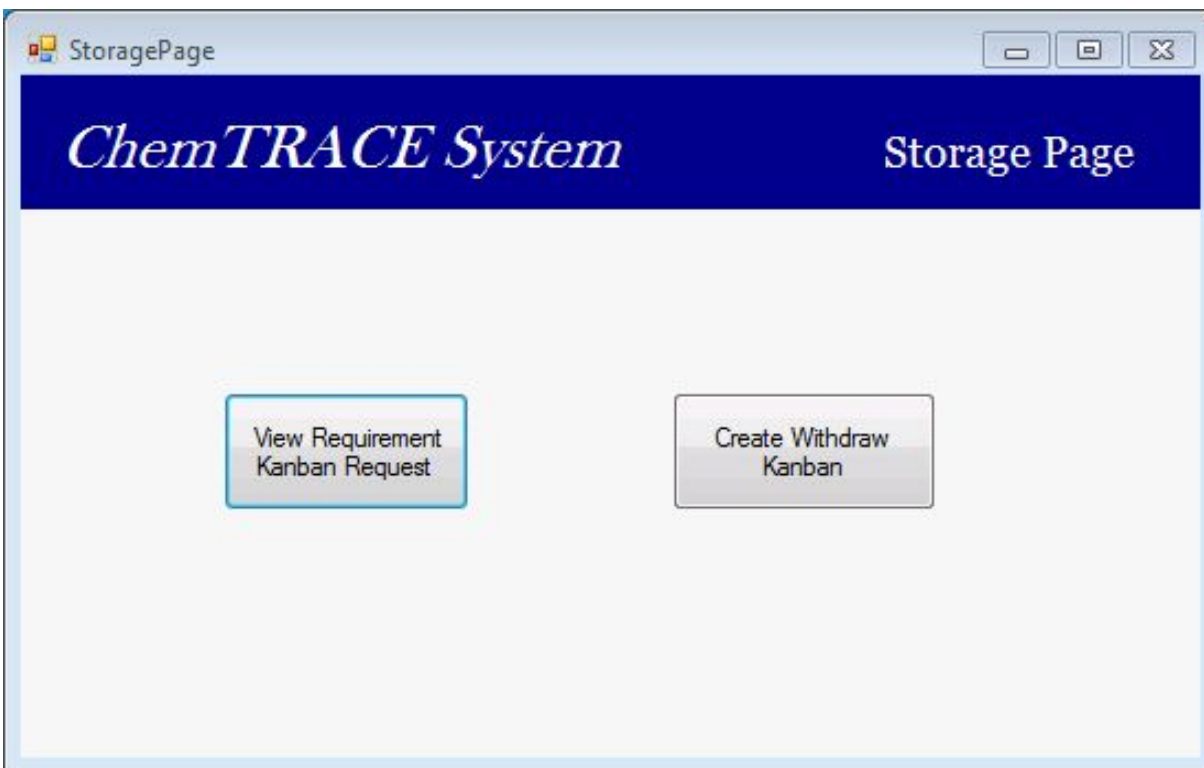 StoragePage
ChemTRACE System
Storage Page
View Requirement
Kanban Request
Create Withdraw
Kanban